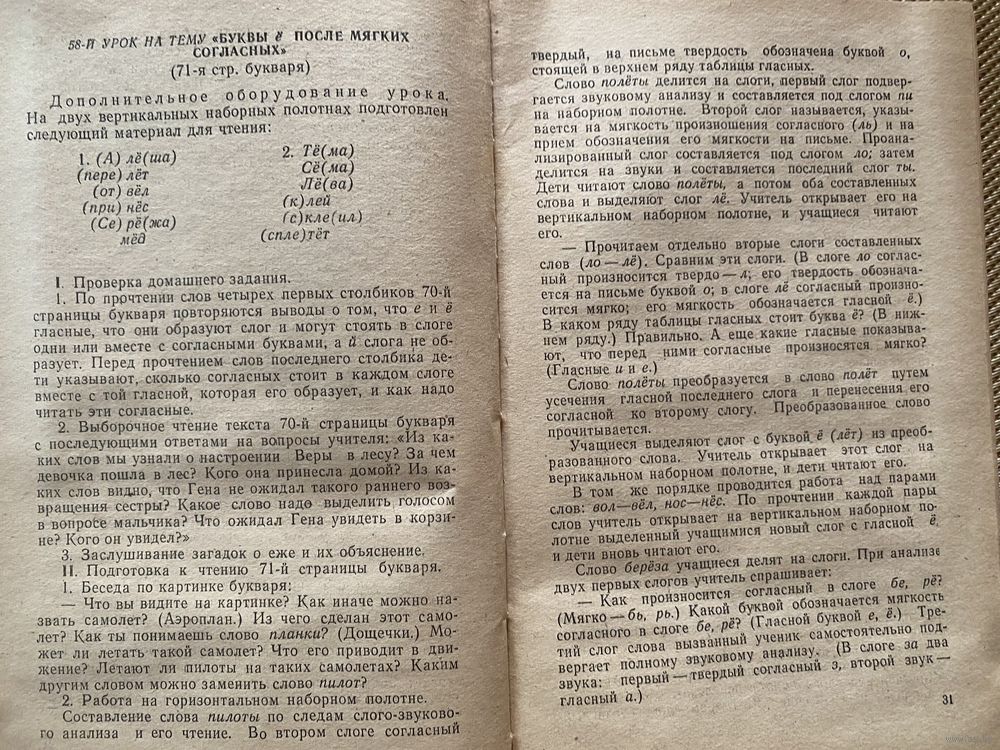 58-Й УРОК НА ТЕМУ «БУКВЫ ё ПОСЛЕ МЯГКИХ
СОГЛАСНЫХ»
(71-я стр. букваря)
Дополнительное оборудование урока.
На двух вертикальных наборных полотнах подготовлен
следующий материал для чтения:
1. (А) лё(ша)
(пере) лёт
(от) вёл
(при) нёс
(Се) рё(жа)
мёд
2. Тё(ма)
Сё(ма)
Лё(ва)
(к)лей
(с)кле(ил)
(спле)тёт
I. Проверка домашнего задания.
1. По прочтении слов четырех первых столбиков 70-й
страницы букваря повторяются выводы о том, что е и ё
гласные, что они образуют слог и могут стоять в слоге
одни или вместе с согласными буквами, а й слога не об-
разует. Перед прочтением слов последнего столбика де-
ти указывают, сколько согласных стоит в каждом слоге
вместе с той гласной, которая его образует, и как надо
читать эти согласные.
2. Выборочное чтение текста 70-й страницы букваря
с последующими ответами на вопросы учителя: «Из ка-
ких слов мы узнали о настроении Веры в лесу? За чем
девочка пошла в лес? Кого она принесла домой? Из ка-
ких слов видно, что Гена не ожидал такого раннего воз-
вращения сестры? Какое слово надо выделить голосом
в вопросе мальчика? Что ожидал Гена увидеть в корзи-
не? Кого он увидел?»
3. Заслушивание загадок о еже и их объяснение.
II. Подготовка к чтению 71-й страницы букваря.
1. Беседа по картинке букваря:
— Что вы видите на картинке? Как иначе можно на-
звать самолет? (Аэроплан.) Из чего сделан этот само-
лет? Как ты понимаешь слово планки? (Дощечки.) Мо-
жет ли летать такой самолет? Что его приводит в дви-
жение? Летают ли пилоты на таких самолетах? Каким
другим словом можно заменить слово пилот?
2. Работа на горизонтальном наборном полотне.
Составление слова пилоты по следам слого-звуково-
го анализа и его чтение. Во втором слоге согласный
твердый, на письме твердость обозначена буквой о,
стоящей в верхнем ряду таблицы гласных.
Слово полёты делится на слоги, первый слог подвер-
гается звуковому анализу и составляется под слогом пи
на наборном полотне. Второй слог называется, указы-
вается на мягкость произношения согласного (ль) и на
прием обозначения его мягкости на письме. Проана-
лизированный слог составляется под слогом ло; затем
делится на звуки и составляется последний слог ты.
Дети читают слово полёты, а потом оба составленных
слова и выделяют слог лё. Учитель открывает его на
вертикальном наборном полотне, и учащиеся читают
его.
— Прочитаем отдельно вторые слоги составленных
слов (ло — лё). Сравним эти слоги. (В слоге ло соглас-
ный произносится твердо — л; его твердость обознача-
ется на письме буквой о; в слоге лё согласный произно-
сится мягко; его мягкость обозначается гласной ё.)
В каком ряду таблицы гласных стоит буква ё? (В ниж-
нем ряду.) Правильно. А еще какие гласные показыва-
ют, что перед ними согласные произносятся мягко?
(Гласные и и е.)
Слово полёты преобразуется в слово полёт путем
усечения гласной последнего слога и перенесения его
согласной ко второму слогу. Преобразованное слово
прочитывается.
Учащиеся выделяют слог с буквой ё (лёт) из преоб-
разованного слова. Учитель открывает этот слог на
вертикальном наборном полотне, и дети читают его.
В том же порядке проводится работа над парами
слов: вол—вёл, нос—нёс. По прочтении каждой пары
слов учитель открывает на вертикальном наборном по-
лотне выделенный учащимися новый слог с гласной ё,
и дети вновь читают его.
Слово берёза учащиеся делят на слоги. При анализе
двух первых слогов учитель спрашивает:
— Как произносится согласный в слоге бе, рё?
(Мягко — бь, рь.) Какой буквой обозначается мягкость
согласного в слоге бе, рё? (Гласной буквой е, ё.) Тре-
тий слог слова вызванный ученик самостоятельно под-
вергает полному звуковому анализу. (В слоге за два
звука: первый — твердый согласный з, второй звук —
гласный а.)
31